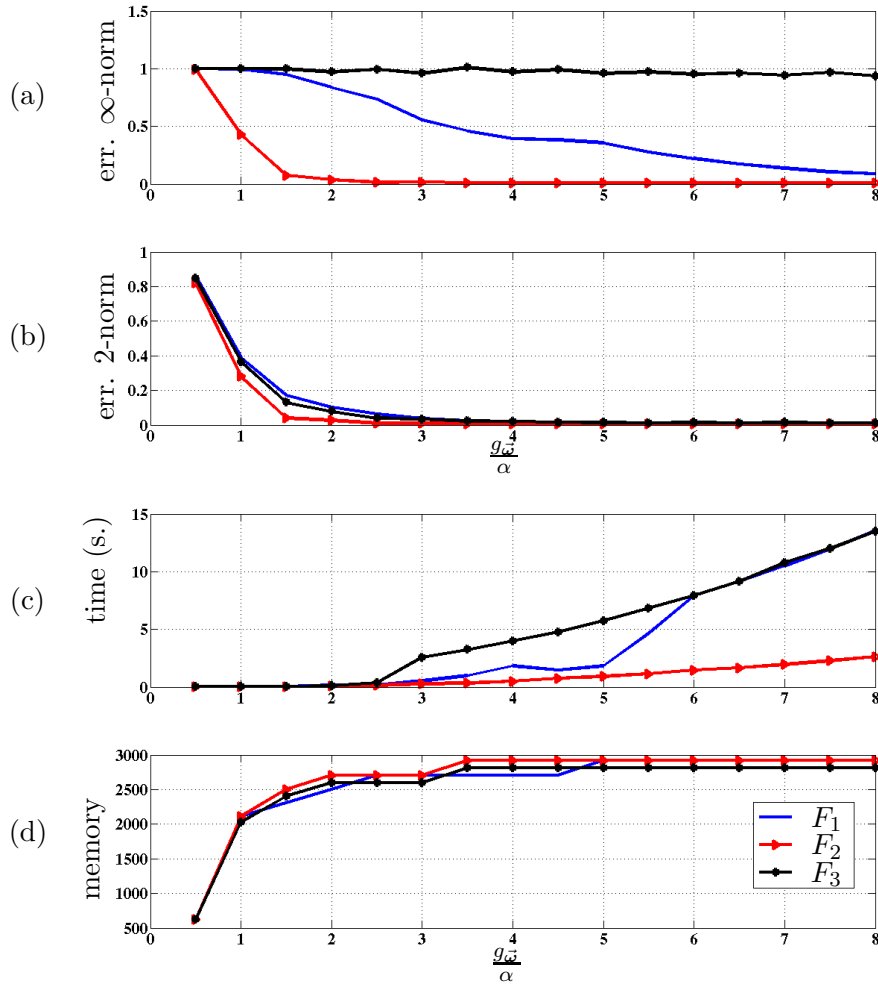 1.5
1
0.5
0
0 1 2 3 4 5 6 7 8
(a)
err. ∞-norm
1
0.8
0.6
0.4
0.2
0
0 1 2 3 4 5 6 7 8
(b)
err. 2-norm
g_ω⃗
α
15
10
5
0
0 1 2 3 4 5 6 7 8
(c)
time (s.)
3000
2500
2000
1500
1000
500
0 1 2 3 4 5 6 7 8
(d)
memory
F₁
F₂
F₃
g_ω⃗
α